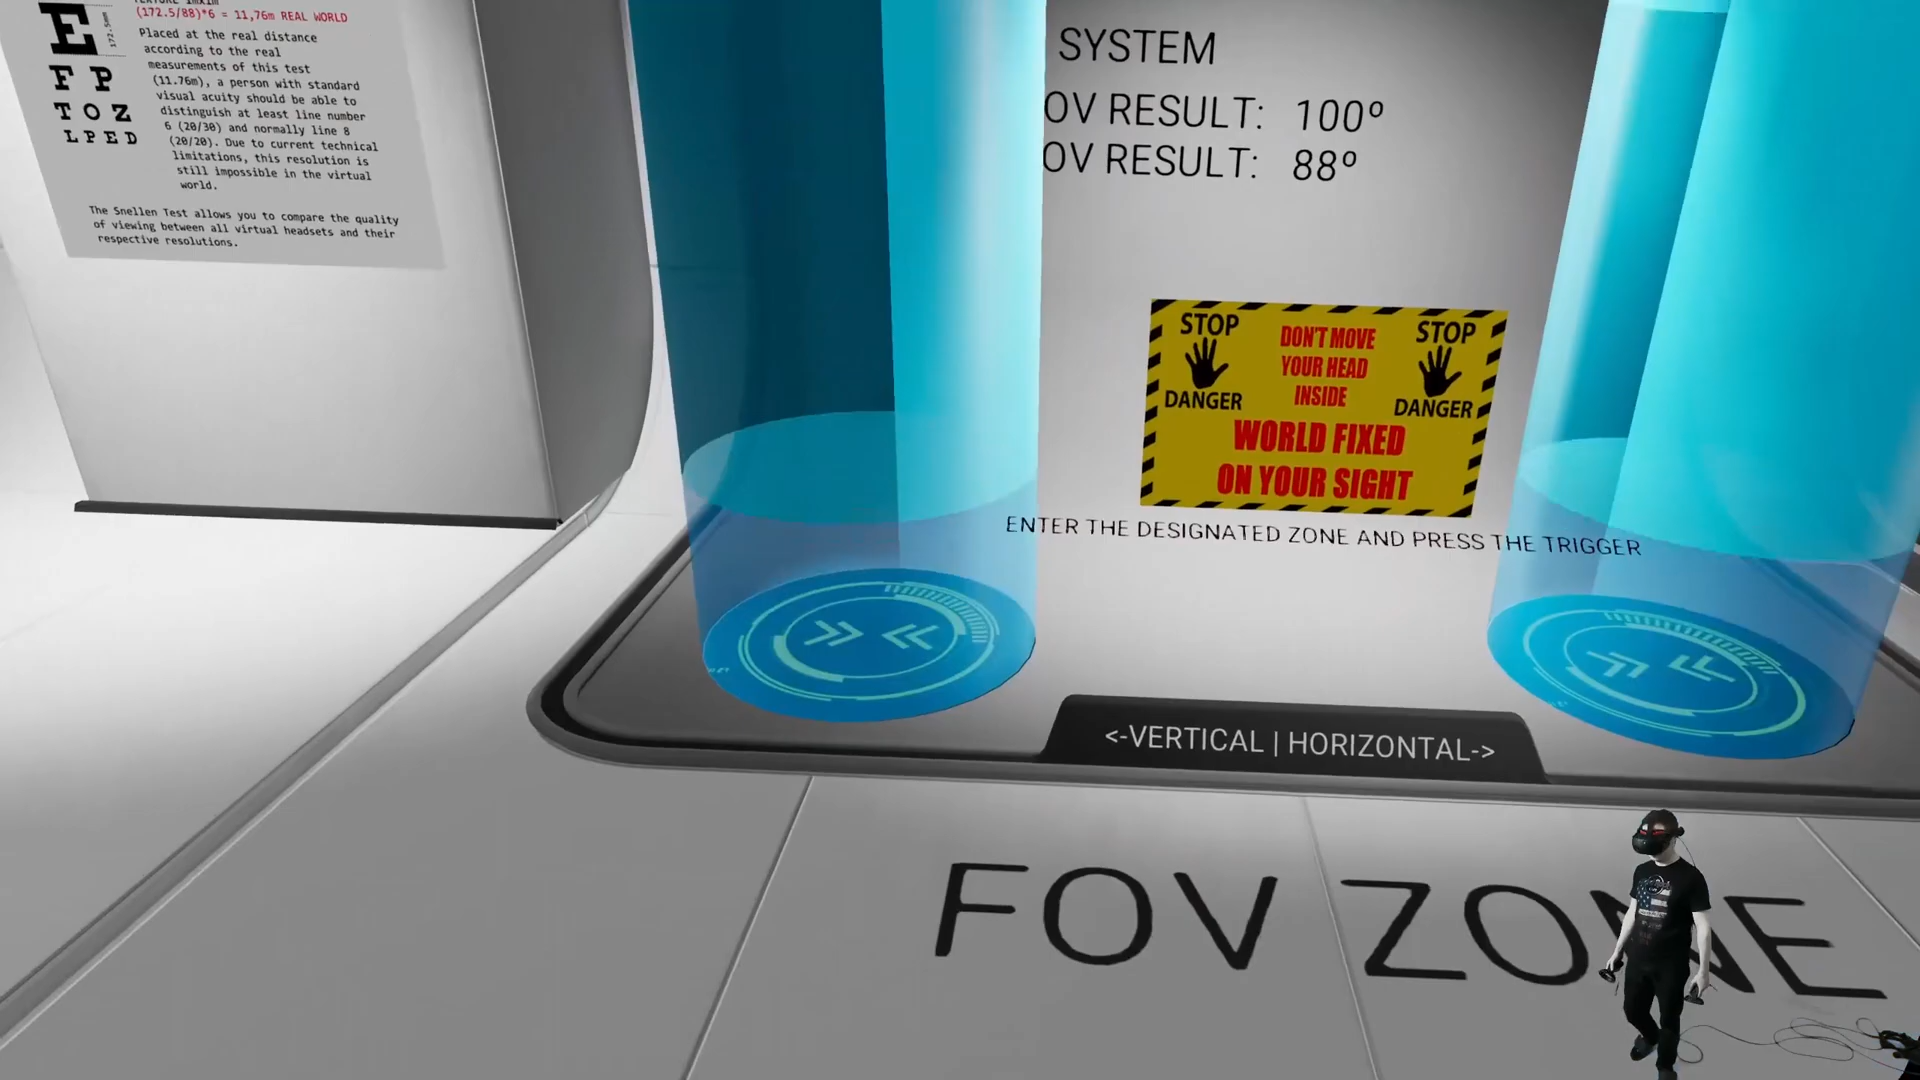 (172.5/88)*6 = 11,76m REAL WORLD
E
172.5mm
F P
T O Z
L P E D
Placed at the real distance
according to the real
measurements of this test
(11.76m), a person with standard
visual acuity should be able to
distinguish at least line number
6 (20/30) and normally line 8
(20/20). Due to current technical
limitations, this resolution is
still impossible in the virtual
world.
The Snellen Test allows you to compare the quality
of viewing between all virtual headsets and their
respective resolutions.
SYSTEM
OV RESULT: 100º
OV RESULT: 88º
STOP
DANGER
DON'T MOVE
YOUR HEAD
INSIDE
STOP
DANGER
WORLD FIXED
ON YOUR SIGHT
ENTER THE DESIGNATED ZONE AND PRESS THE TRIGGER
<-VERTICAL | HORIZONTAL->
FOV ZONE